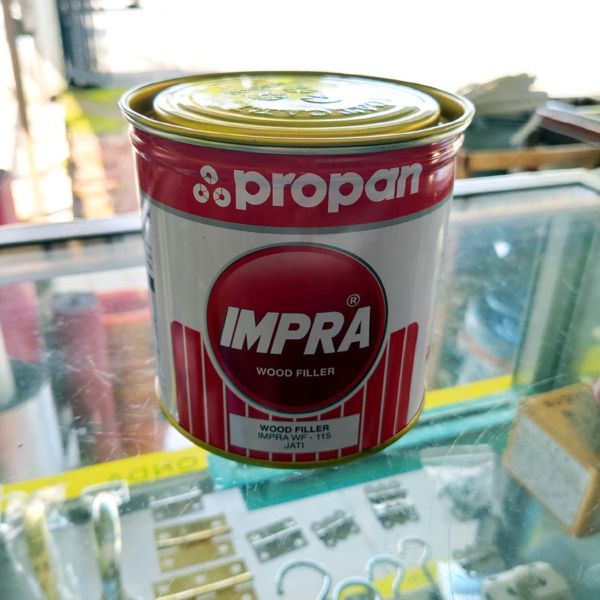 propan
IMPRA®
WOOD FILLER
WOOD FILLER
IMPRA WF - 115
JATI